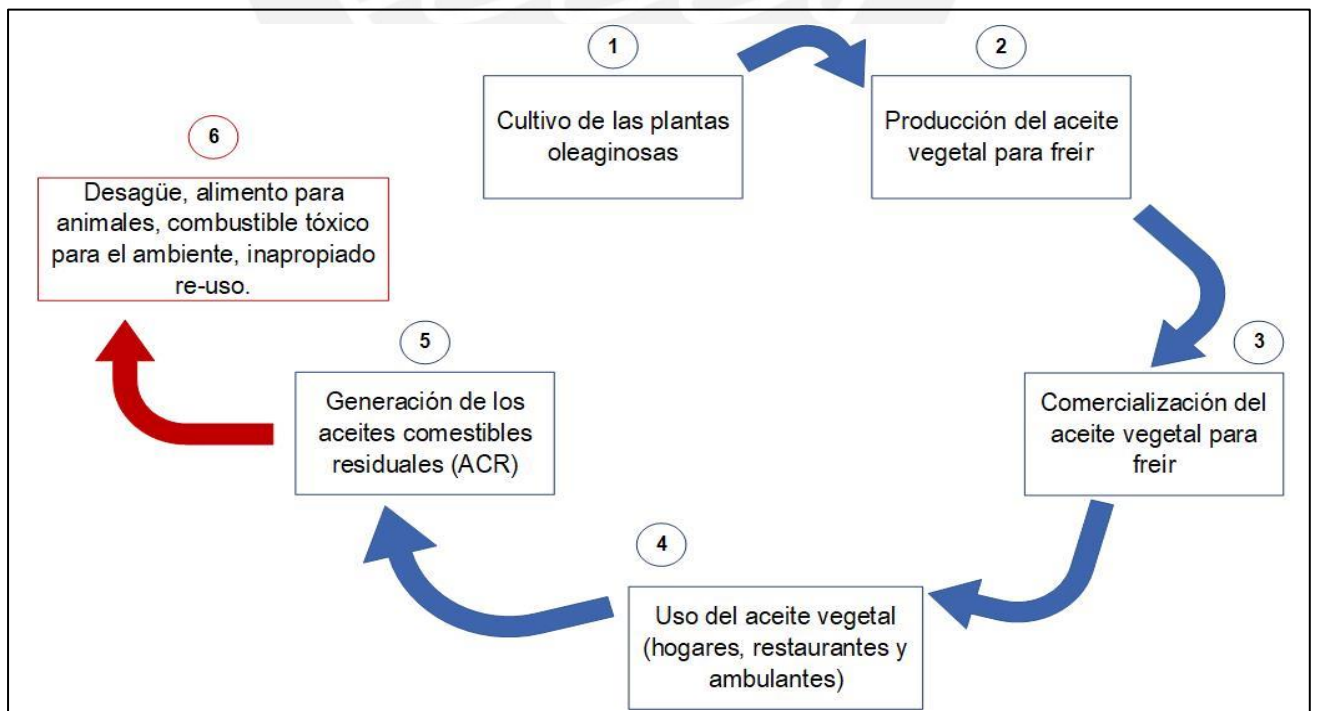 1
Cultivo de las plantas
oleaginosas
2
Producción del aceite
vegetal para freír
3
Comercialización del
aceite vegetal para
freír
4
Uso del aceite vegetal
(hogares, restaurantes y
ambulantes)
5
Generación de los
aceites comestibles
residuales (ACR)
6
Desagüe, alimento para
animales, combustible tóxico
para el ambiente, inapropiado
re-uso.